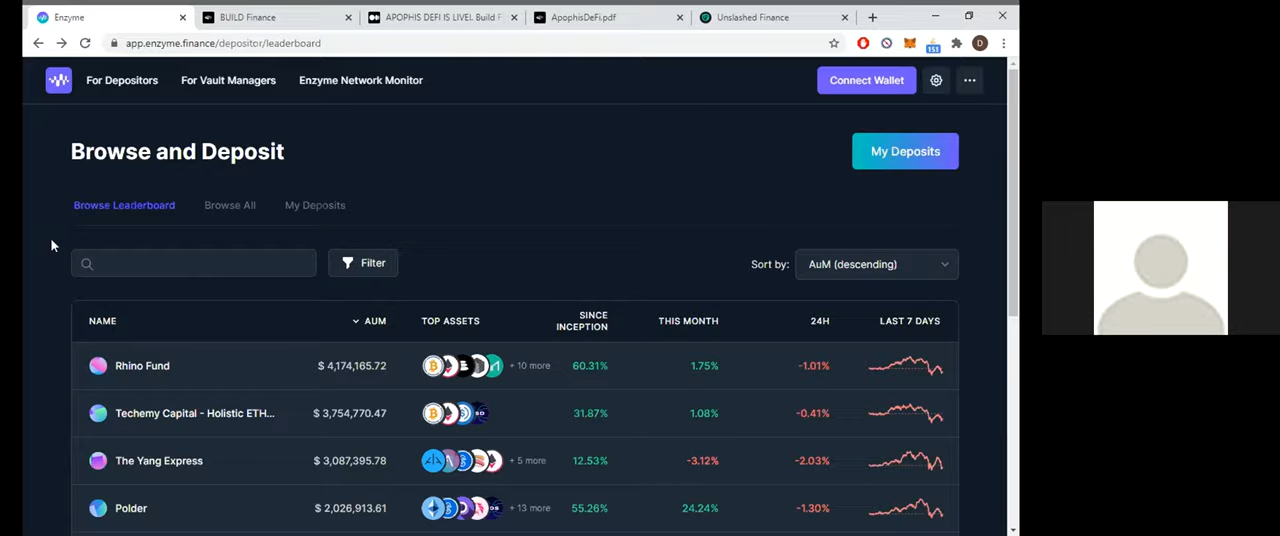 Enzyme
BUILD Finance
APOPHIS DEFI IS LIVE! Build F
ApophisDeFi.pdf
Unslashed Finance
app.enzyme.finance/depositor/leaderboard
151
D
For Depositors
For Vault Managers
Enzyme Network Monitor
Connect Wallet
Browse and Deposit
My Deposits
Browse Leaderboard
Browse All
My Deposits
Filter
Sort by:
AuM (descending)
NAME
AUM
TOP ASSETS
SINCE
INCEPTION
THIS MONTH
24H
LAST 7 DAYS
Rhino Fund
$ 4,174,165.72
+ 10 more
60.31%
1.75%
-1.01%
Techemy Capital - Holistic ETH...
$ 3,754,770.47
31.87%
1.08%
-0.41%
The Yang Express
$ 3,087,395.78
+ 5 more
12.53%
-3.12%
-2.03%
Polder
$ 2,026,913.61
+ 13 more
55.26%
24.24%
-1.30%